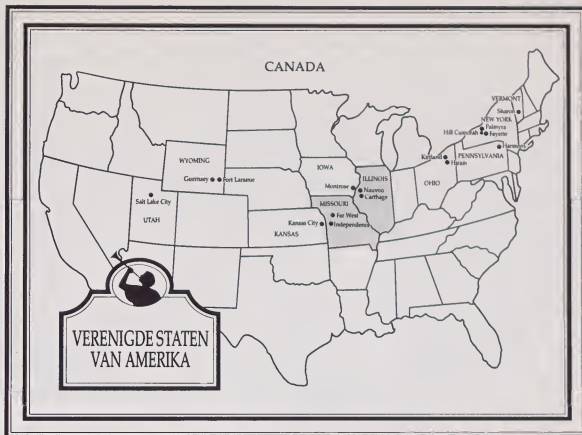 CANADA
VERMONT
Sharon
NEW YORK
Palmyra
Hill Cumorah
Fayette
Harmony
WYOMING
Guernsey
Fort Laramie
IOWA
ILLINOIS
Montrose
Nauvoo
Carthage
Kirtland
Hiram
PENNSYLVANIA
OHIO
Salt Lake City
UTAH
MISSOURI
Far West
Kansas City
Independence
KANSAS
VERENIGDE STATEN
VAN AMERIKA